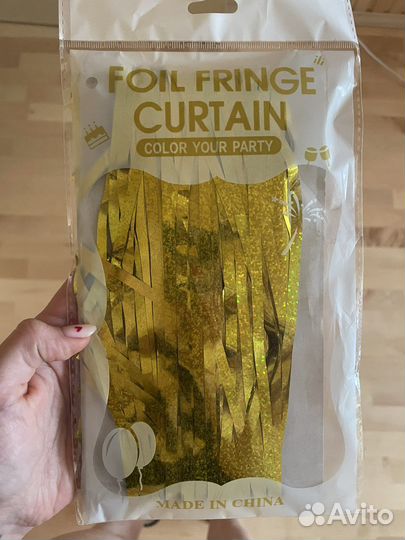 FOIL FRINGE
CURTAIN
COLOR YOUR PARTY
MADE IN CHINA
Avito